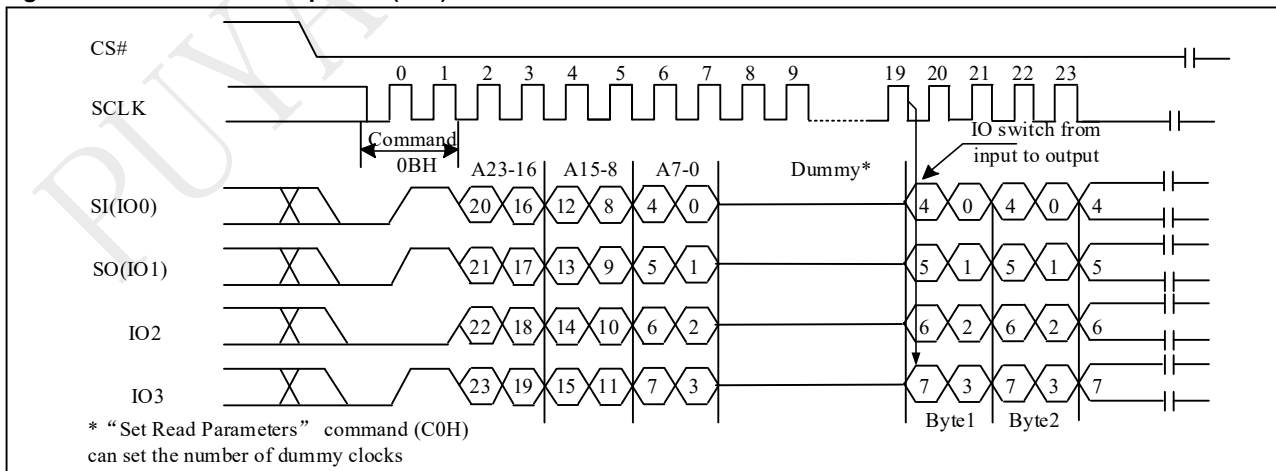 CS#
0 1 2 3 4 5 6 7 8 9 19 20 21 22 23
SCLK
Command
0BH
IO switch from
input to output
A23-16 A15-8 A7-0 Dummy*
SI(IO0) 20 16 12 8 4 0 4 0 4 0 4
SO(IO1) 21 17 13 9 5 1 5 1 5 1 5
IO2 22 18 14 10 6 2 6 2 6 2 6
IO3 23 19 15 11 7 3 7 3 7 3 7
Byte1 Byte2
* “Set Read Parameters” command (C0H)
can set the number of dummy clocks
PUYA